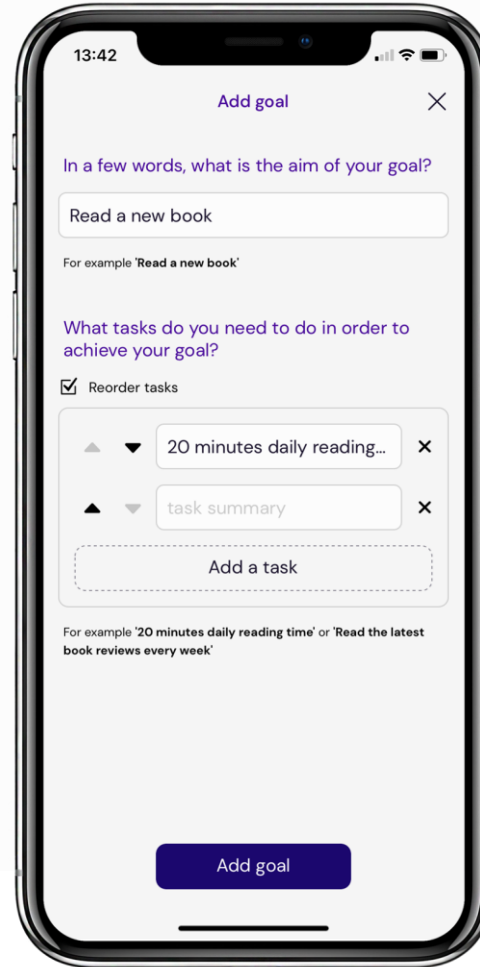 13:42
Add goal
In a few words, what is the aim of your goal?
Read a new book
For example 'Read a new book'
What tasks do you need to do in order to
achieve your goal?
Reorder tasks
20 minutes daily reading...
task summary
Add a task
For example '20 minutes daily reading time' or 'Read the latest
book reviews every week'
Add goal